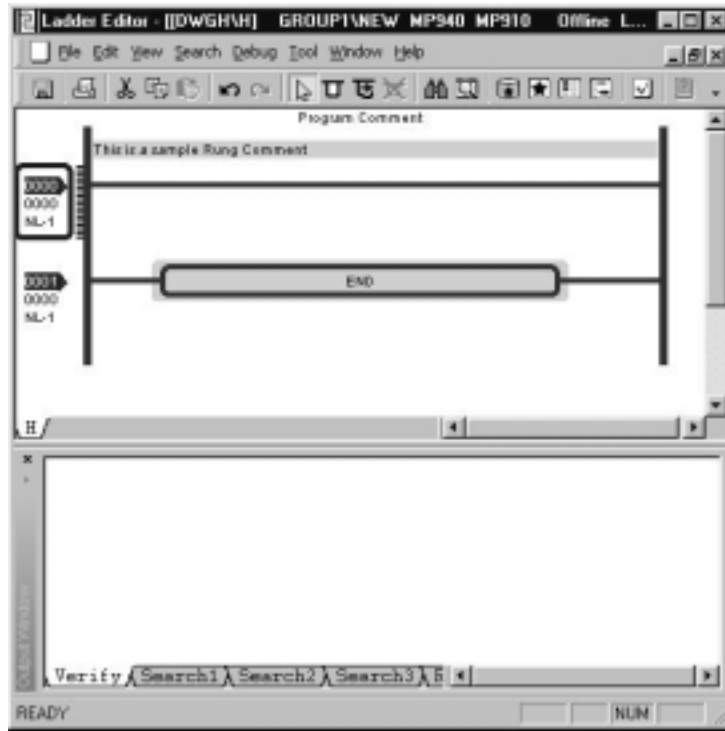 Ladder Editor - [[DWGH\H] GROUP1\NEW MP940 MP910 Offline L...
File Edit View Search Debug Tool Window Help
Program Comment
This is a sample Rung Comment
0000
0000
NL-1
0001
0000
NL-1
END
H
Output Window
Verify Search1 Search2 Search3
READY
NUM